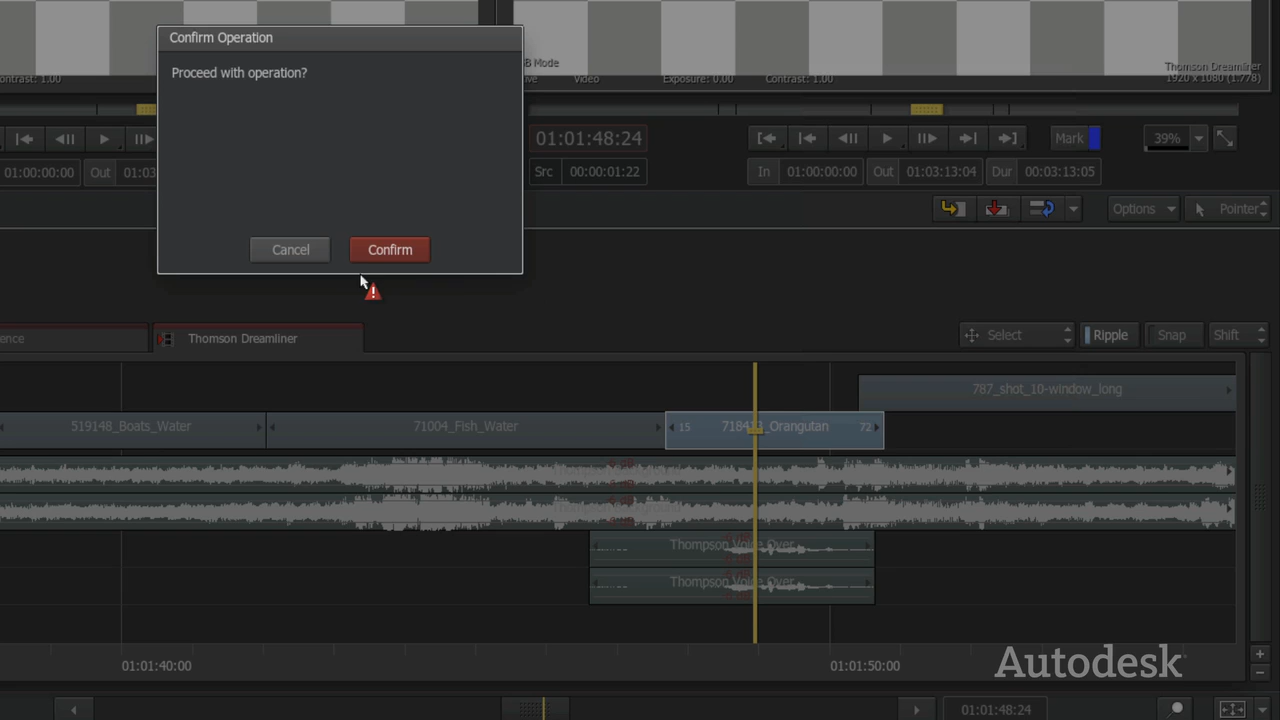 Confirm Operation
Proceed with operation?
Cancel
Confirm
ontrast: 1.00
B Mode
ive
Video
Exposure: 0.00
Contrast: 1.00
Thomson Dreamliner
1920 x 1080 (1.778)
01:01:48:24
Mark
39%
01:00:00:00
Out
01:03
Src
00:00:01:22
In
01:00:00:00
Out
01:03:13:04
Dur
00:03:13:05
Options
Pointer
ence
Thomson Dreamliner
Select
Ripple
Snap
Shift
787_shot_10-window_long
519148_Boats_Water
71004_Fish_Water
15
Orangutan
72
Thompson Voice Over
Thompson Voice Over
01:01:40:00
01:01:50:00
Autodesk
01:01:48:24